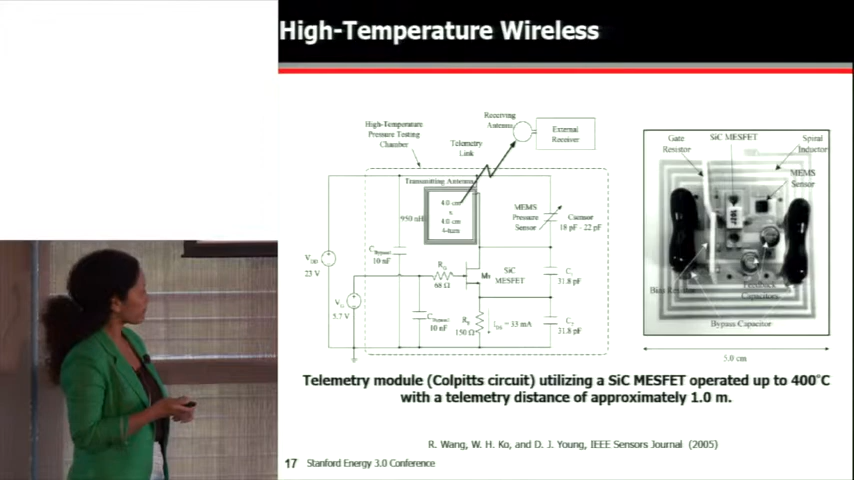 High-Temperature Wireless
High-Temperature
Pressure Testing
Chamber
Receiving
Antenna
External
Receiver
Telemetry
Link
Transmitting Antenna
950 nH
4.0 cm
x
4.0 cm
4-turn
MEMS
Pressure
Sensor
Csensor
18 pF - 22 pF
VDD
23 V
10 nF
RG
68 Ω
SiC
MESFET
31.8 pF
VG
5.7 V
10 nF
150 Ω
= 33 mA
31.8 pF
Gate
Resistor
SiC MESFET
Spiral
Inductor
MEMS
Sensor
Bias Resistor
Feedback
Capacitors
Bypass Capacitor
5.0 cm
Telemetry module (Colpitts circuit) utilizing a SiC MESFET operated up to 400°C
with a telemetry distance of approximately 1.0 m.
R. Wang, W. H. Ko, and D. J. Young, IEEE Sensors Journal (2005)
17 Stanford Energy 3.0 Conference